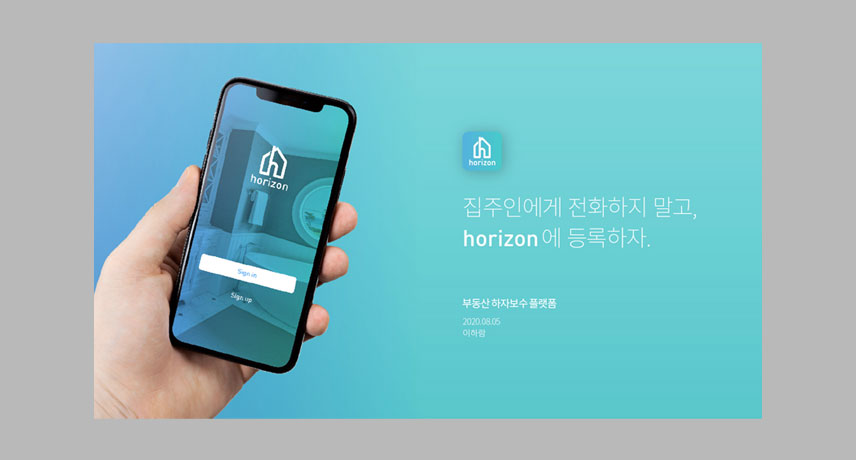 horizon
Sign in
Sign up
horizon
집주인에게 전화하지 말고,
horizon에 등록하자.
부동산 하자보수 플랫폼
2020.08.05
이하람